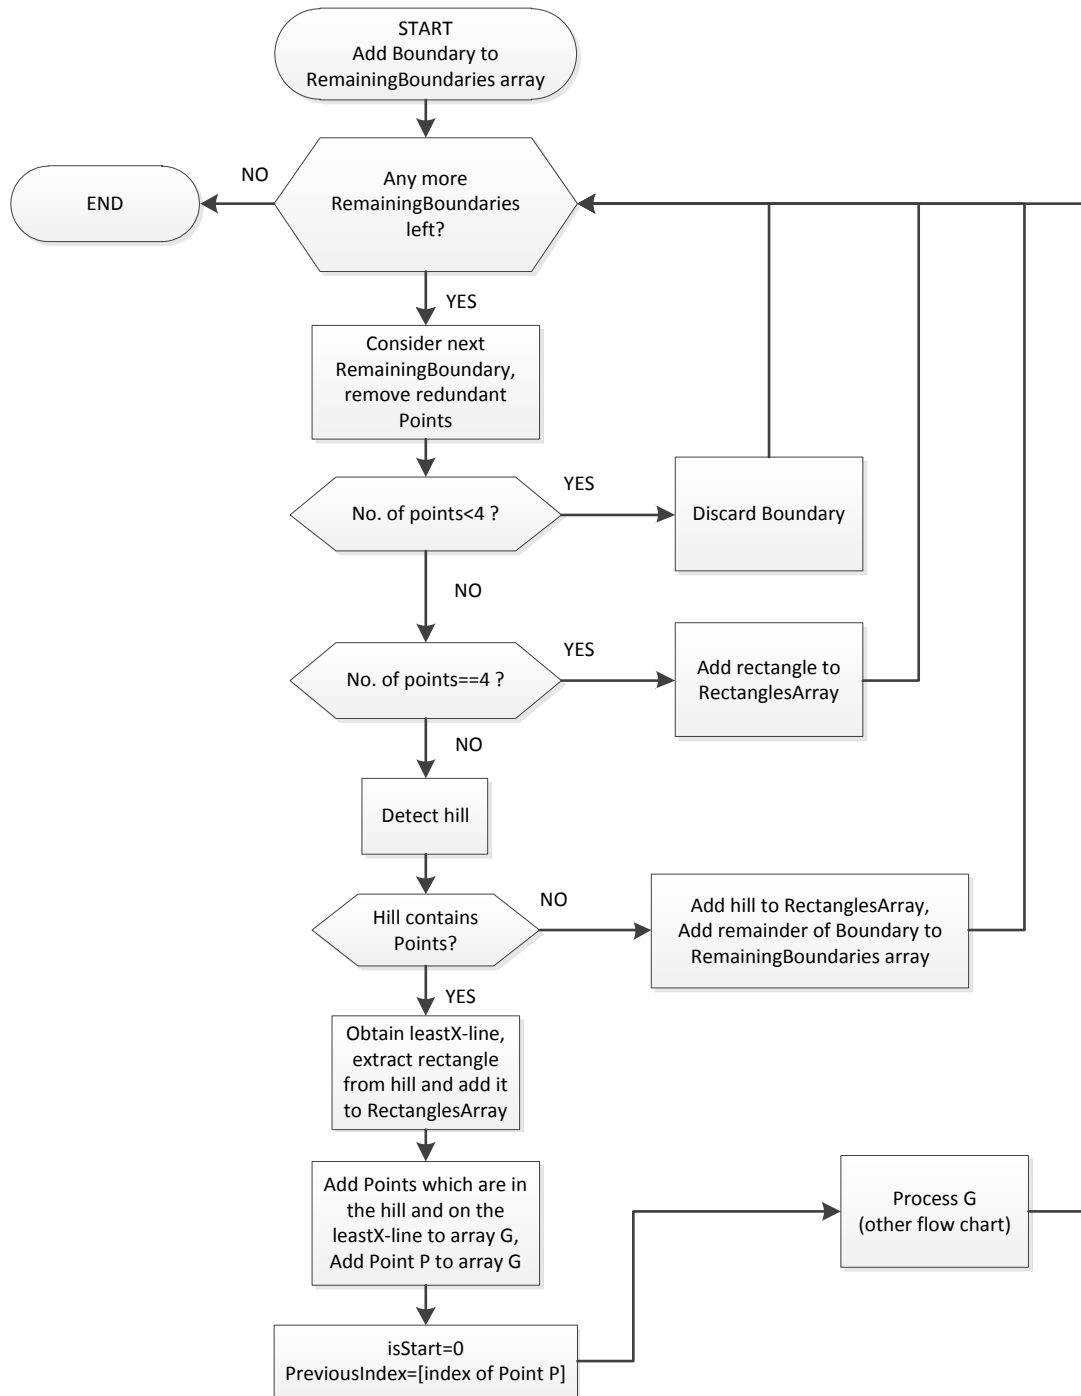 START
Add Boundary to
RemainingBoundaries array
NO
END
Any more
RemainingBoundaries
left?
YES
Consider next
RemainingBoundary,
remove redundant
Points
No. of points<4 ?
YES
Discard Boundary
NO
No. of points==4 ?
YES
Add rectangle to
RectanglesArray
NO
Detect hill
Hill contains
Points?
NO
Add hill to RectanglesArray,
Add remainder of Boundary to
RemainingBoundaries array
YES
Obtain leastX-line,
extract rectangle
from hill and add it
to RectanglesArray
Add Points which are in
the hill and on the
leastX-line to array G,
Add Point P to array G
Process G
(other flow chart)
isStart=0
PreviousIndex=[index of Point P]